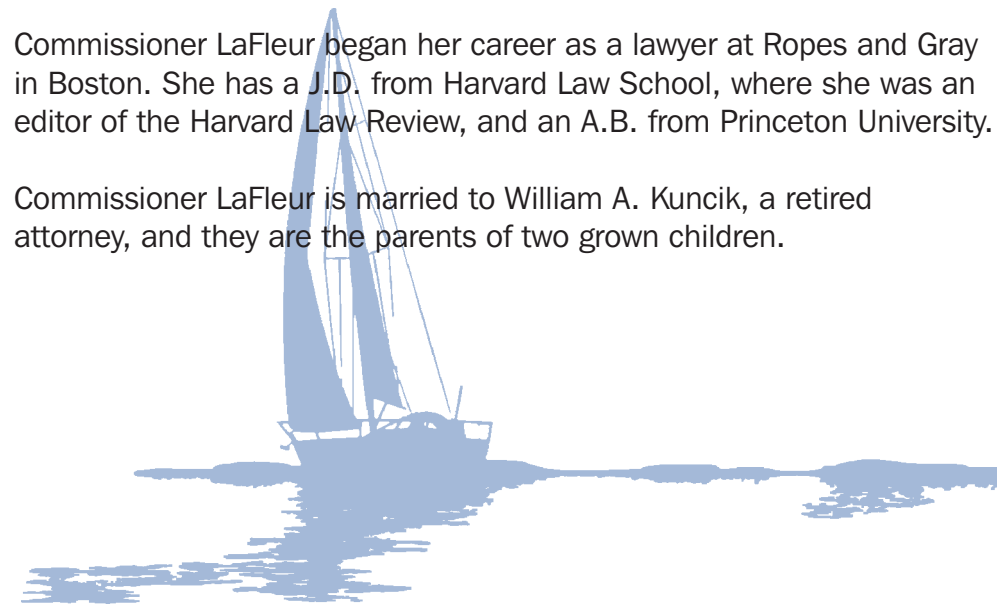 Commissioner LaFleur began her career as a lawyer at Ropes and Gray
in Boston. She has a J.D. from Harvard Law School, where she was an
editor of the Harvard Law Review, and an A.B. from Princeton University.
Commissioner LaFleur is married to William A. Kuncik, a retired
attorney, and they are the parents of two grown children.